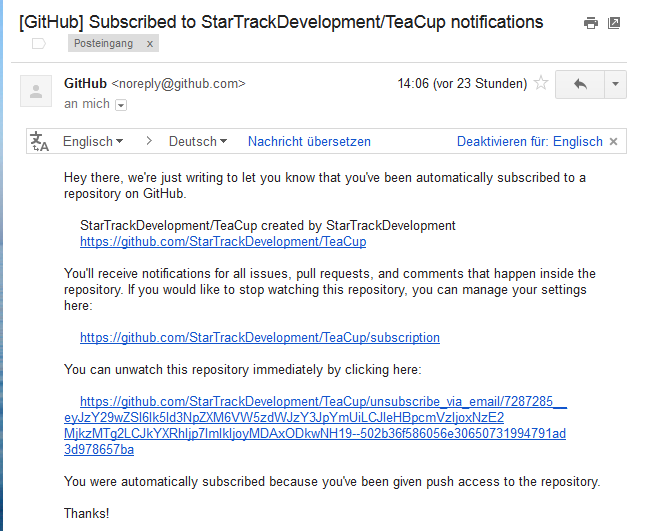 [GitHub] Subscribed to StarTrackDevelopment/TeaCup notifications
Posteingang x
GitHub <noreply@github.com> 14:06 (vor 23 Stunden)
an mich
Englisch > Deutsch Nachricht übersetzen Deaktivieren für: Englisch ×
Hey there, we're just writing to let you know that you've been automatically subscribed to a
repository on GitHub.
StarTrackDevelopment/TeaCup created by StarTrackDevelopment
https://github.com/StarTrackDevelopment/TeaCup
You'll receive notifications for all issues, pull requests, and comments that happen inside the
repository. If you would like to stop watching this repository, you can manage your settings
here:
https://github.com/StarTrackDevelopment/TeaCup/subscription
You can unwatch this repository immediately by clicking here:
https://github.com/StarTrackDevelopment/TeaCup/unsubscribe_via_email/7287285__
eyJzY29wZSI6Ik5ld3NpZXM6VW5zdWJzY3JpYmUiLCJleHBpcmVzIjoxNzE2
MjkzMTg2LCJkYXRhIjp7ImlkIjoyMDAxODkwNH19--502b36f586056e30650731994791ad
3d978657ba
You were automatically subscribed because you've been given push access to the repository.
Thanks!